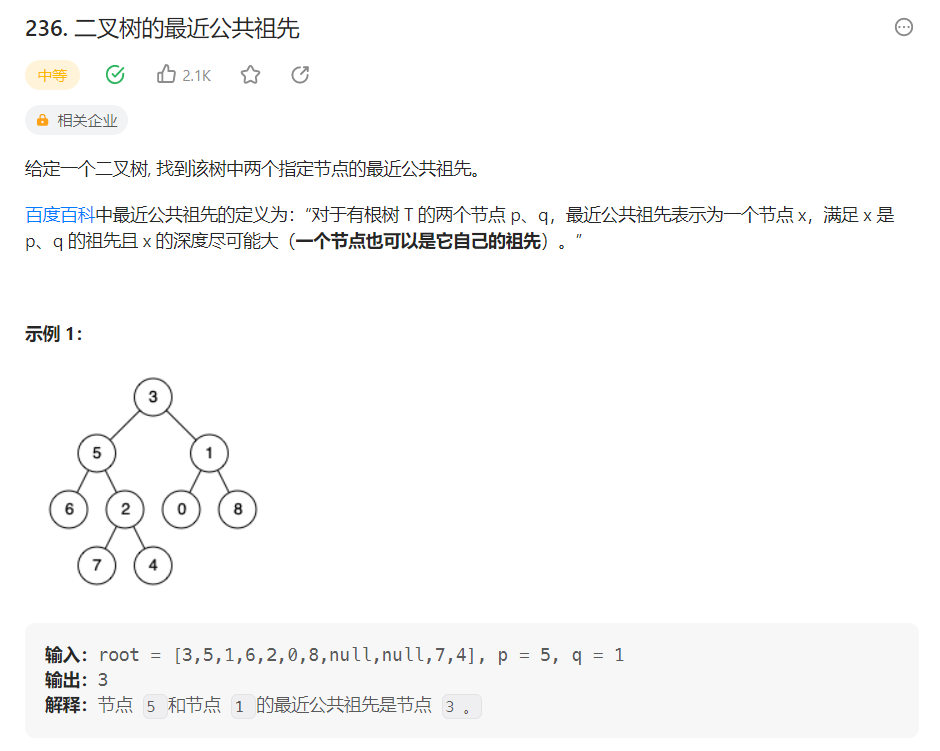 236. 二叉树的最近公共祖先
中等 2.1K
相关企业
给定一个二叉树, 找到该树中两个指定节点的最近公共祖先。
百度百科中最近公共祖先的定义为：“对于有根树 T 的两个节点 p、q，最近公共祖先表示为一个节点 x，满足 x 是
p、q 的祖先且 x 的深度尽可能大（一个节点也可以是它自己的祖先）。”
示例 1：
3
5 1
6 2 0 8
7 4
输入：root = [3,5,1,6,2,0,8,null,null,7,4], p = 5, q = 1
输出：3
解释：节点 5 和节点 1 的最近公共祖先是节点 3 。